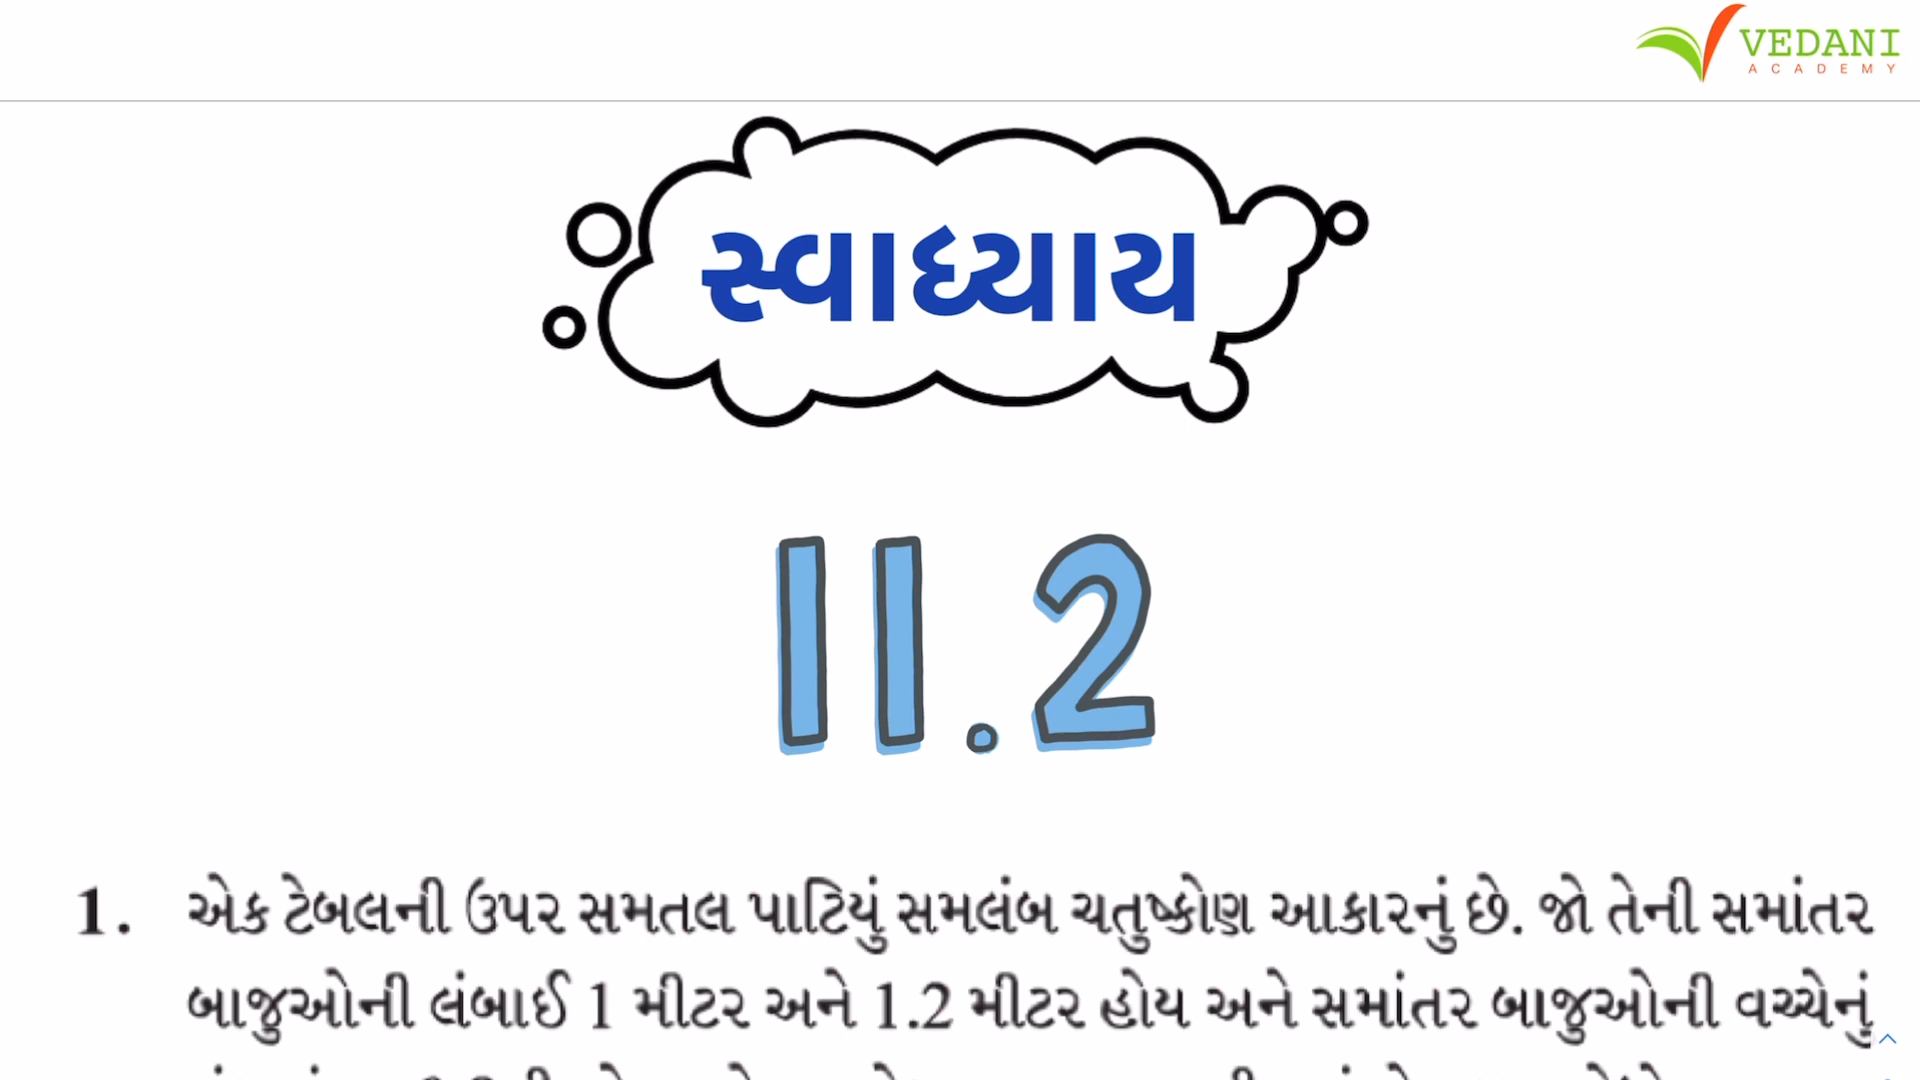 VEDANI
ACADEMY
સ્વાધ્યાય
11.2
1. એક ટેબલની ઉપર સમતલ પાટિયું સમલંબ ચતુષ્કોણ આકારનું છે. જો તેની સમાંતર
બાજુઓની લંબાઈ 1 મીટર અને 1.2 મીટર હોય અને સમાંતર બાજુઓની વચ્ચેનું